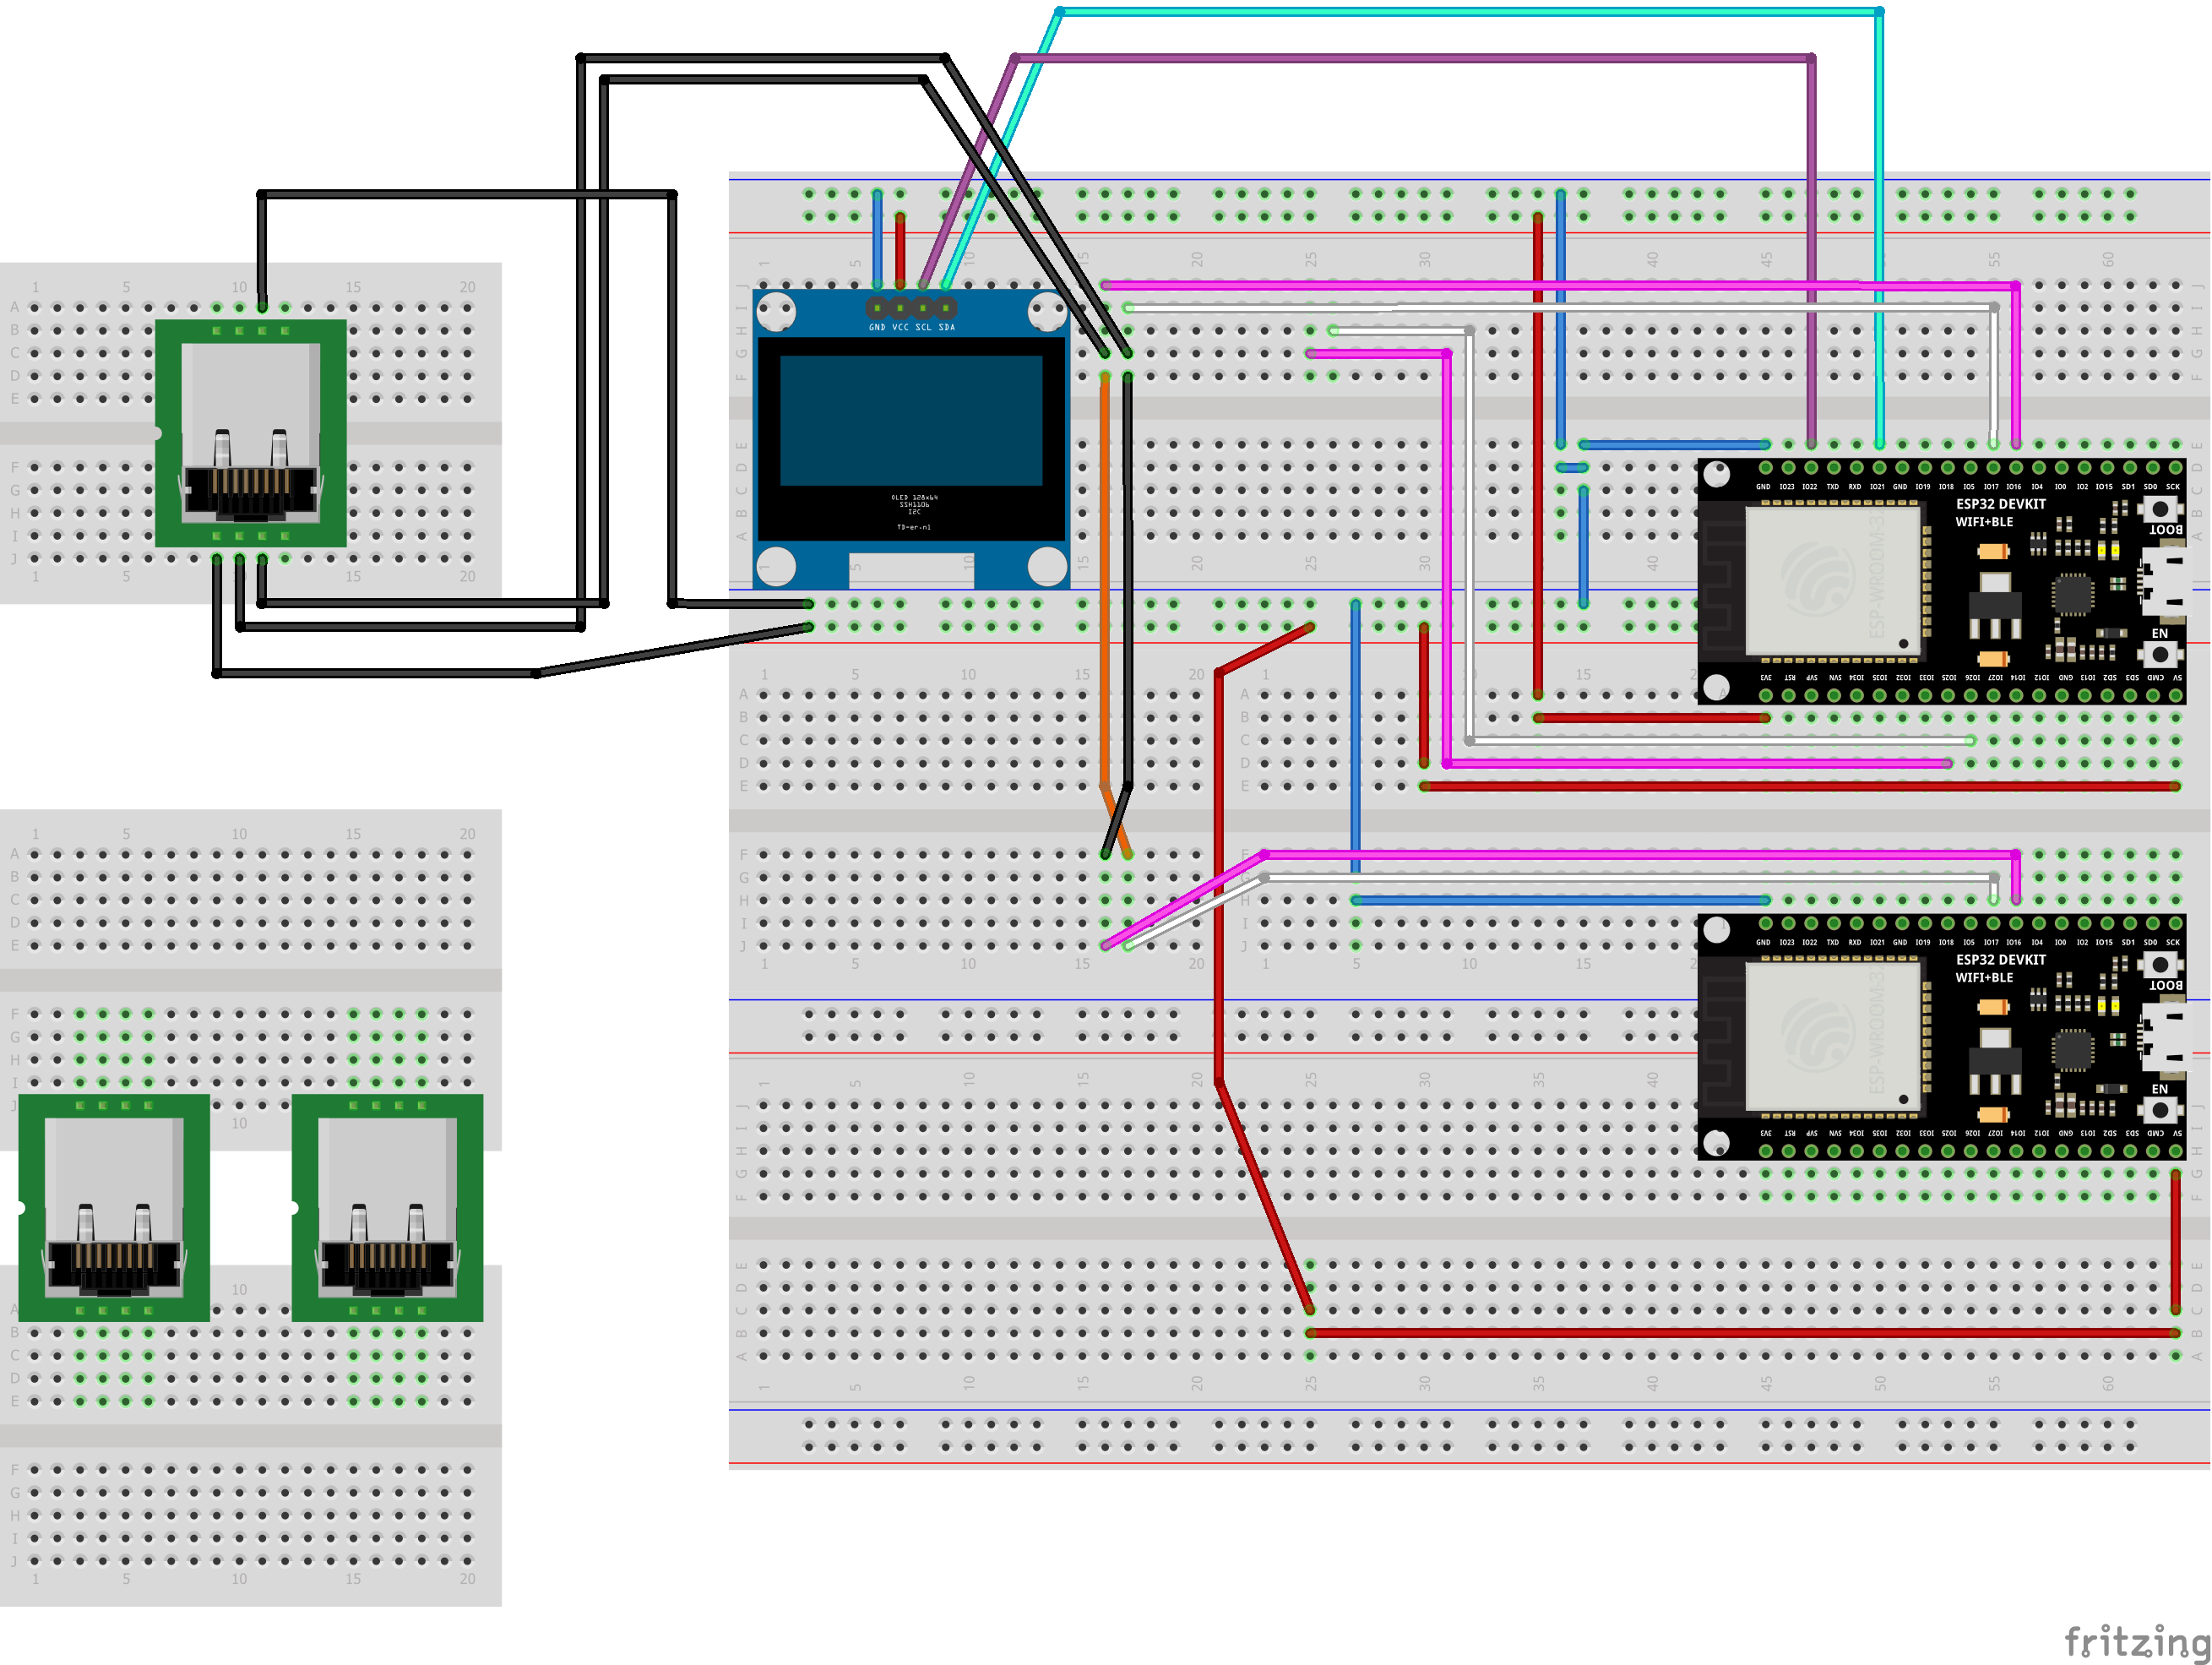 GND VCC SCL SDA
OLED 128x64
SSH1106
I2C
TD-er.nl
GND IO23 IO22 TXD RXD IO21 GND IO19 IO18 IO5 IO17 IO16 IO4 IO0 IO2 IO15 SD1 SD0 SCK
ESP32 DEVKIT
WIFI+BLE
BOOT
ESP-WROOM-3
EN
3V3 RST SVP SVN IO34 IO35 IO32 IO33 IO25 IO26 IO27 IO14 IO12 GND IO13 SD2 SD3 CMD 5V
GND IO23 IO22 TXD RXD IO21 GND IO19 IO18 IO5 IO17 IO16 IO4 IO0 IO2 IO15 SD1 SD0 SCK
ESP32 DEVKIT
WIFI+BLE
BOOT
ESP-WROOM-3
EN
3V3 RST SVP SVN IO34 IO35 IO32 IO33 IO25 IO26 IO27 IO14 IO12 GND IO13 SD2 SD3 CMD 5V
fritzing